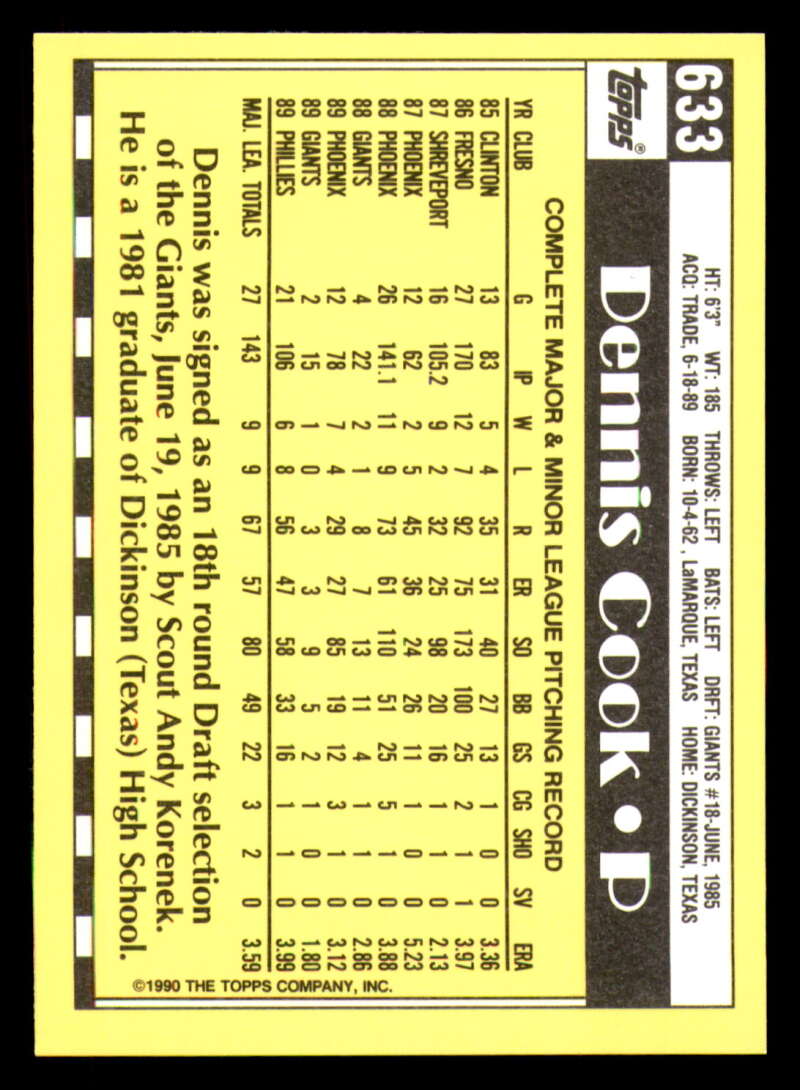 633
HT: 6'3" WT: 185 THROWS: LEFT BATS: LEFT DRFT: GIANTS #18-JUNE, 1985
ACQ: TRADE, 6-18-89 BORN: 10-4-62, LaMARQUE, TEXAS HOME: DICKINSON, TEXAS
topps®
Dennis Cook • P
COMPLETE MAJOR & MINOR LEAGUE PITCHING RECORD
YR CLUB G IP W L R ER SO BB GS CG SHO SV ERA
85 CLINTON 13 83 5 4 35 31 40 27 13 1 0 0 3.36
86 FRESNO 27 170 12 7 92 75 173 100 25 2 1 1 3.97
87 SHREVEPORT 16 105.2 9 2 32 25 98 20 16 1 1 0 2.13
87 PHOENIX 12 62 2 5 45 36 24 26 11 1 0 0 5.23
88 PHOENIX 26 141.1 11 9 73 61 110 51 25 5 1 0 3.88
88 GIANTS 4 22 2 1 8 7 13 11 4 1 1 0 2.86
89 PHOENIX 12 78 7 4 29 27 85 19 12 3 1 0 3.12
89 GIANTS 2 15 1 0 3 3 9 5 2 1 0 0 1.80
89 PHILLIES 21 106 6 8 56 47 58 33 16 1 1 0 3.99
MAJ. LEA. TOTALS 27 143 9 9 67 57 80 49 22 3 2 0 3.59
Dennis was signed as an 18th round Draft selection
of the Giants, June 19, 1985 by Scout Andy Korenek.
He is a 1981 graduate of Dickinson (Texas) High School.
©1990 THE TOPPS COMPANY, INC.